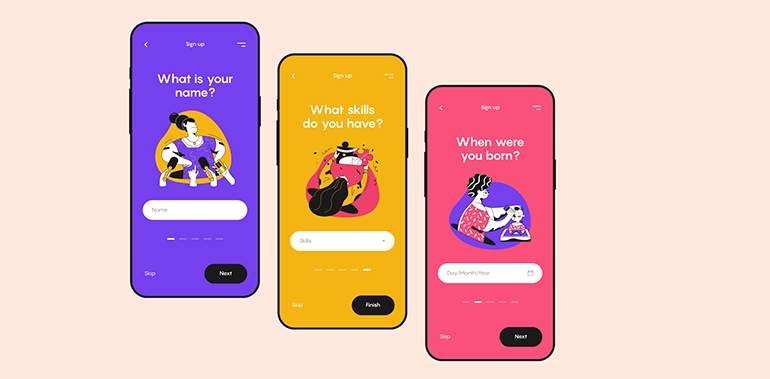 Sign up
What is your
name?
Name
Skip
Next
Sign up
What skills
do you have?
Skills
Skip
Finish
Sign up
When were
you born?
Day/Month/Year
Skip
Next